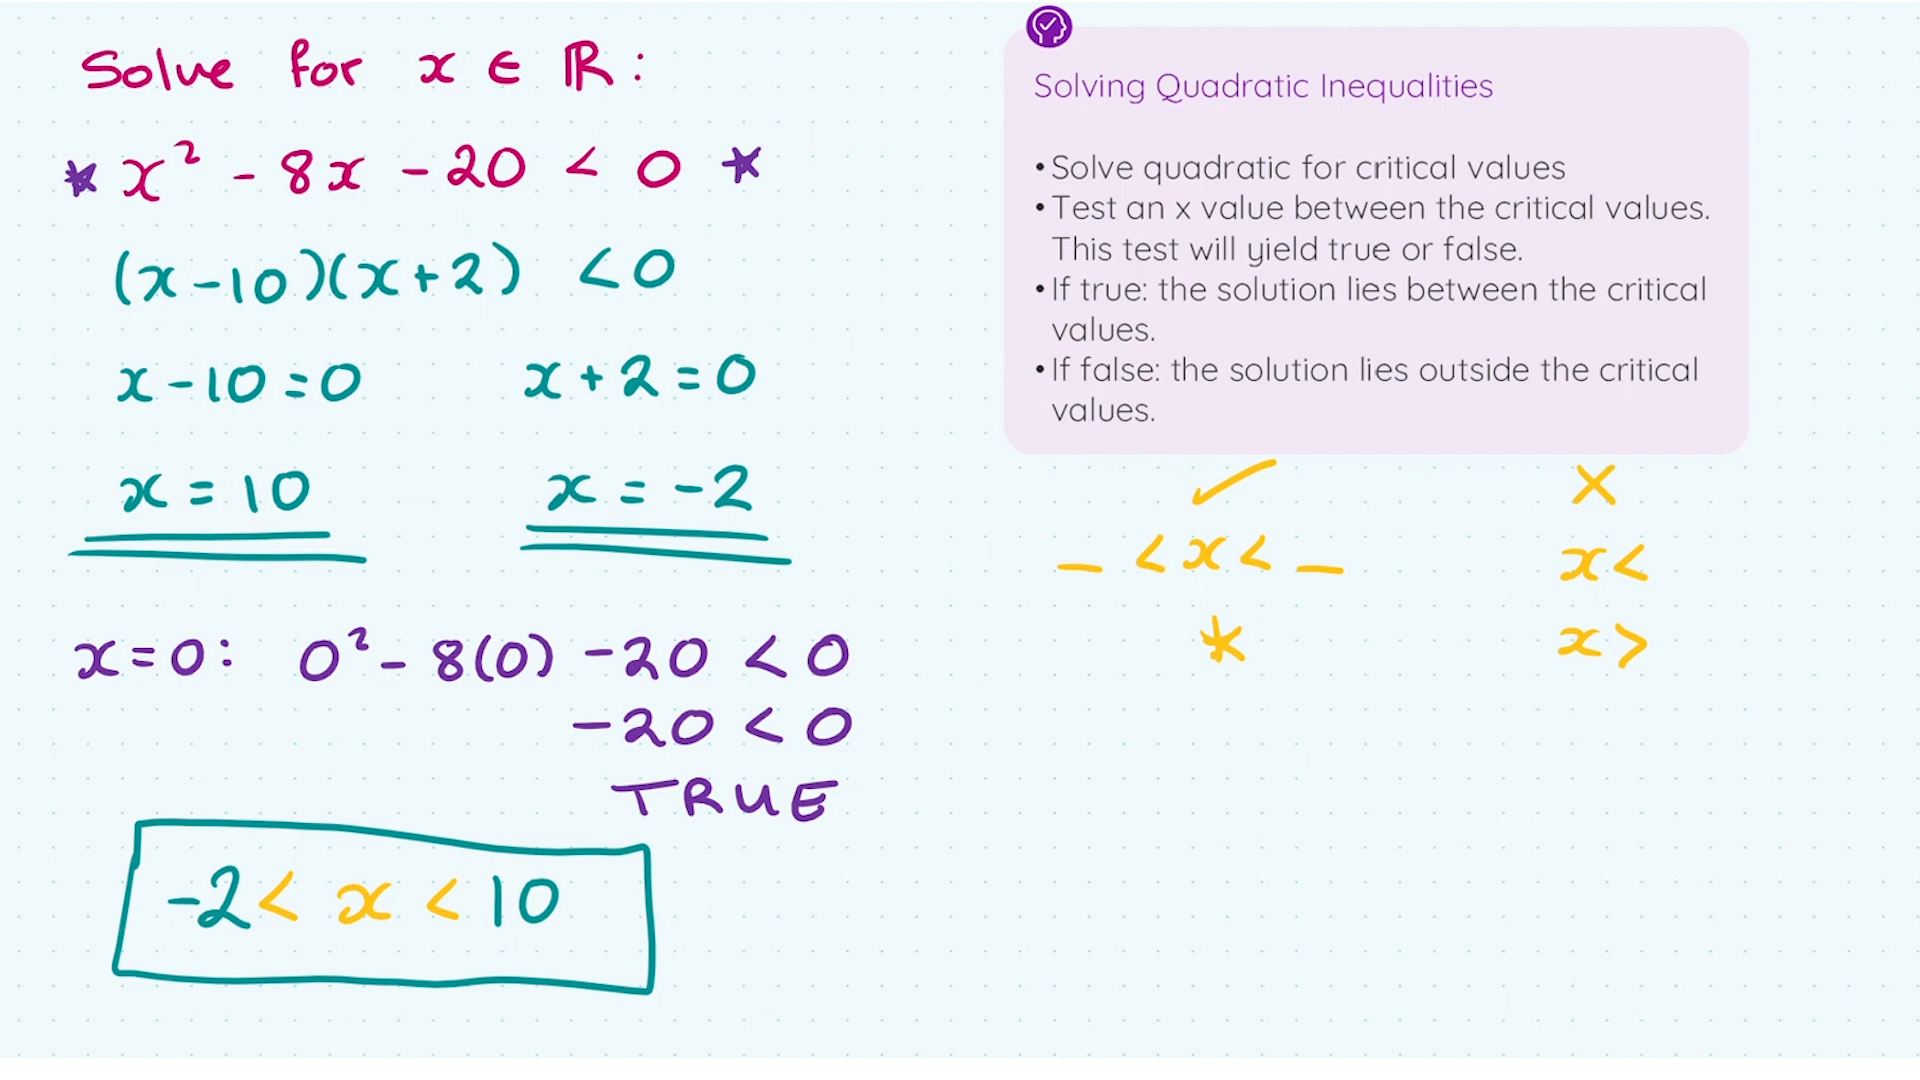 Solve for x ∈ ℝ:
* x² - 8x - 20 < 0 *
(x-10)(x+2) < 0
x-10=0 x+2=0
x = 10 x = -2
x=0: 0² - 8(0) -20 < 0
-20 < 0
TRUE
-2 < x < 10
Solving Quadratic Inequalities
• Solve quadratic for critical values
• Test an x value between the critical values.
This test will yield true or false.
• If true: the solution lies between the critical
values.
• If false: the solution lies outside the critical
values.
✓ ×
_ < x < _ x <
* x >